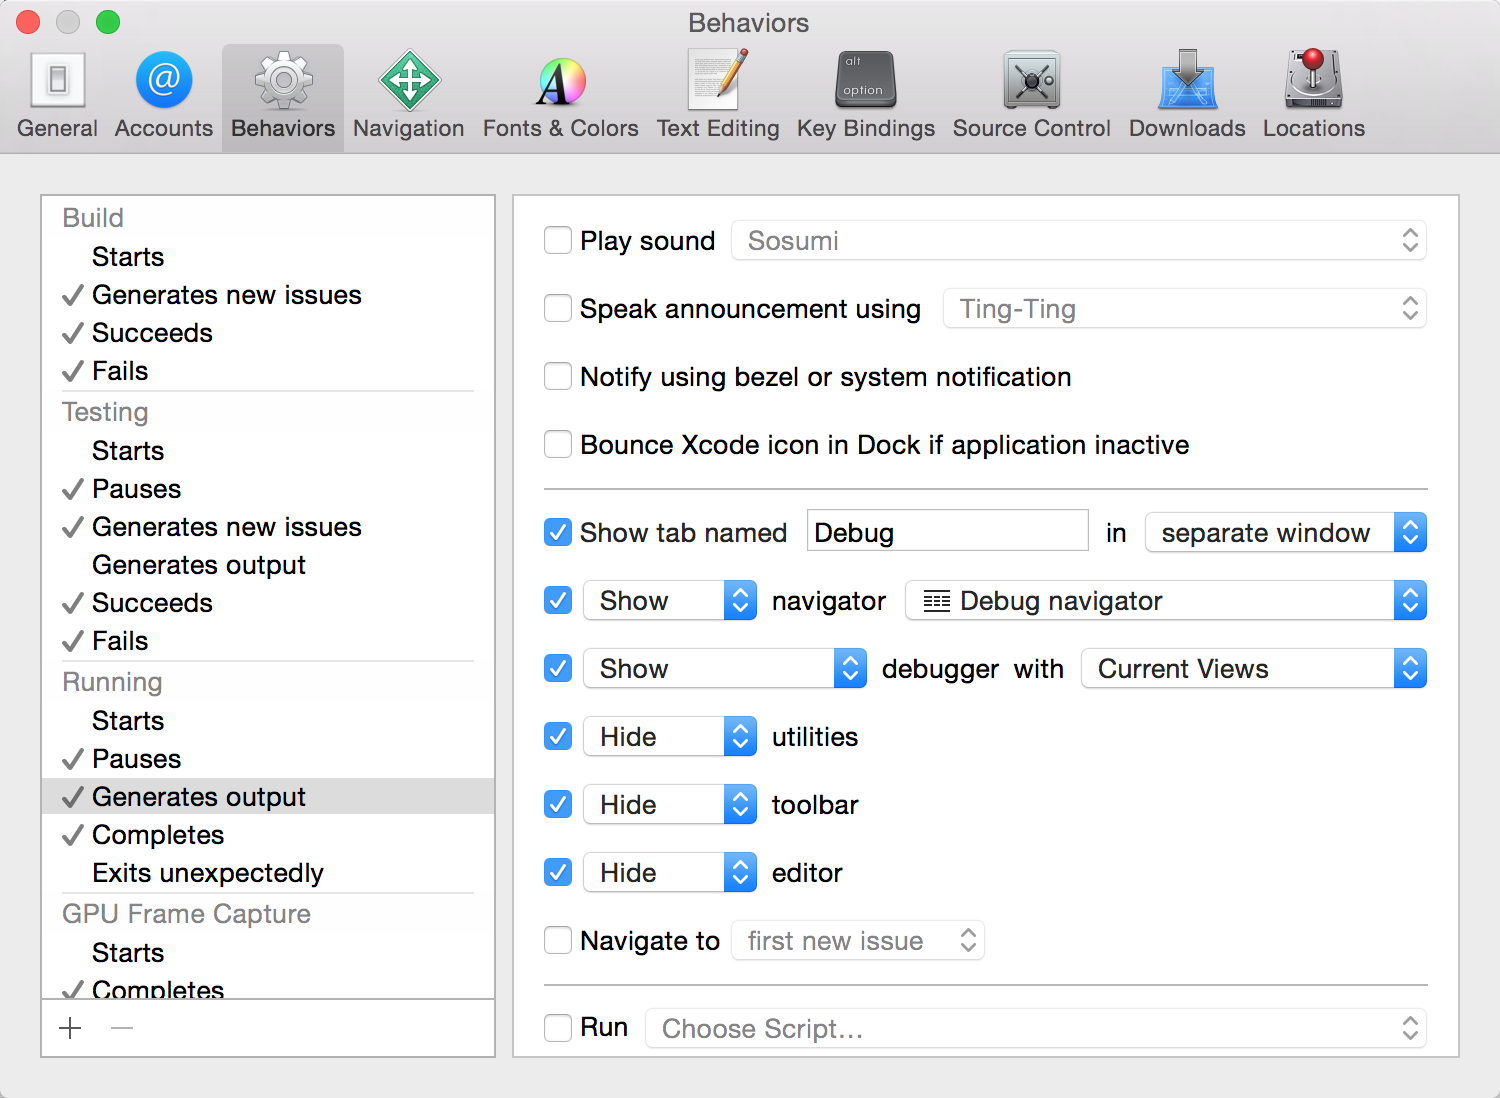 Behaviors
General Accounts Behaviors Navigation Fonts & Colors Text Editing Key Bindings Source Control Downloads Locations
alt
option
Build
Starts
Generates new issues
Succeeds
Fails
Testing
Starts
Pauses
Generates new issues
Generates output
Succeeds
Fails
Running
Starts
Pauses
Generates output
Completes
Exits unexpectedly
GPU Frame Capture
Starts
Completes
Play sound Sosumi
Speak announcement using Ting-Ting
Notify using bezel or system notification
Bounce Xcode icon in Dock if application inactive
Show tab named Debug in separate window
Show navigator Debug navigator
Show debugger with Current Views
Hide utilities
Hide toolbar
Hide editor
Navigate to first new issue
Run Choose Script...